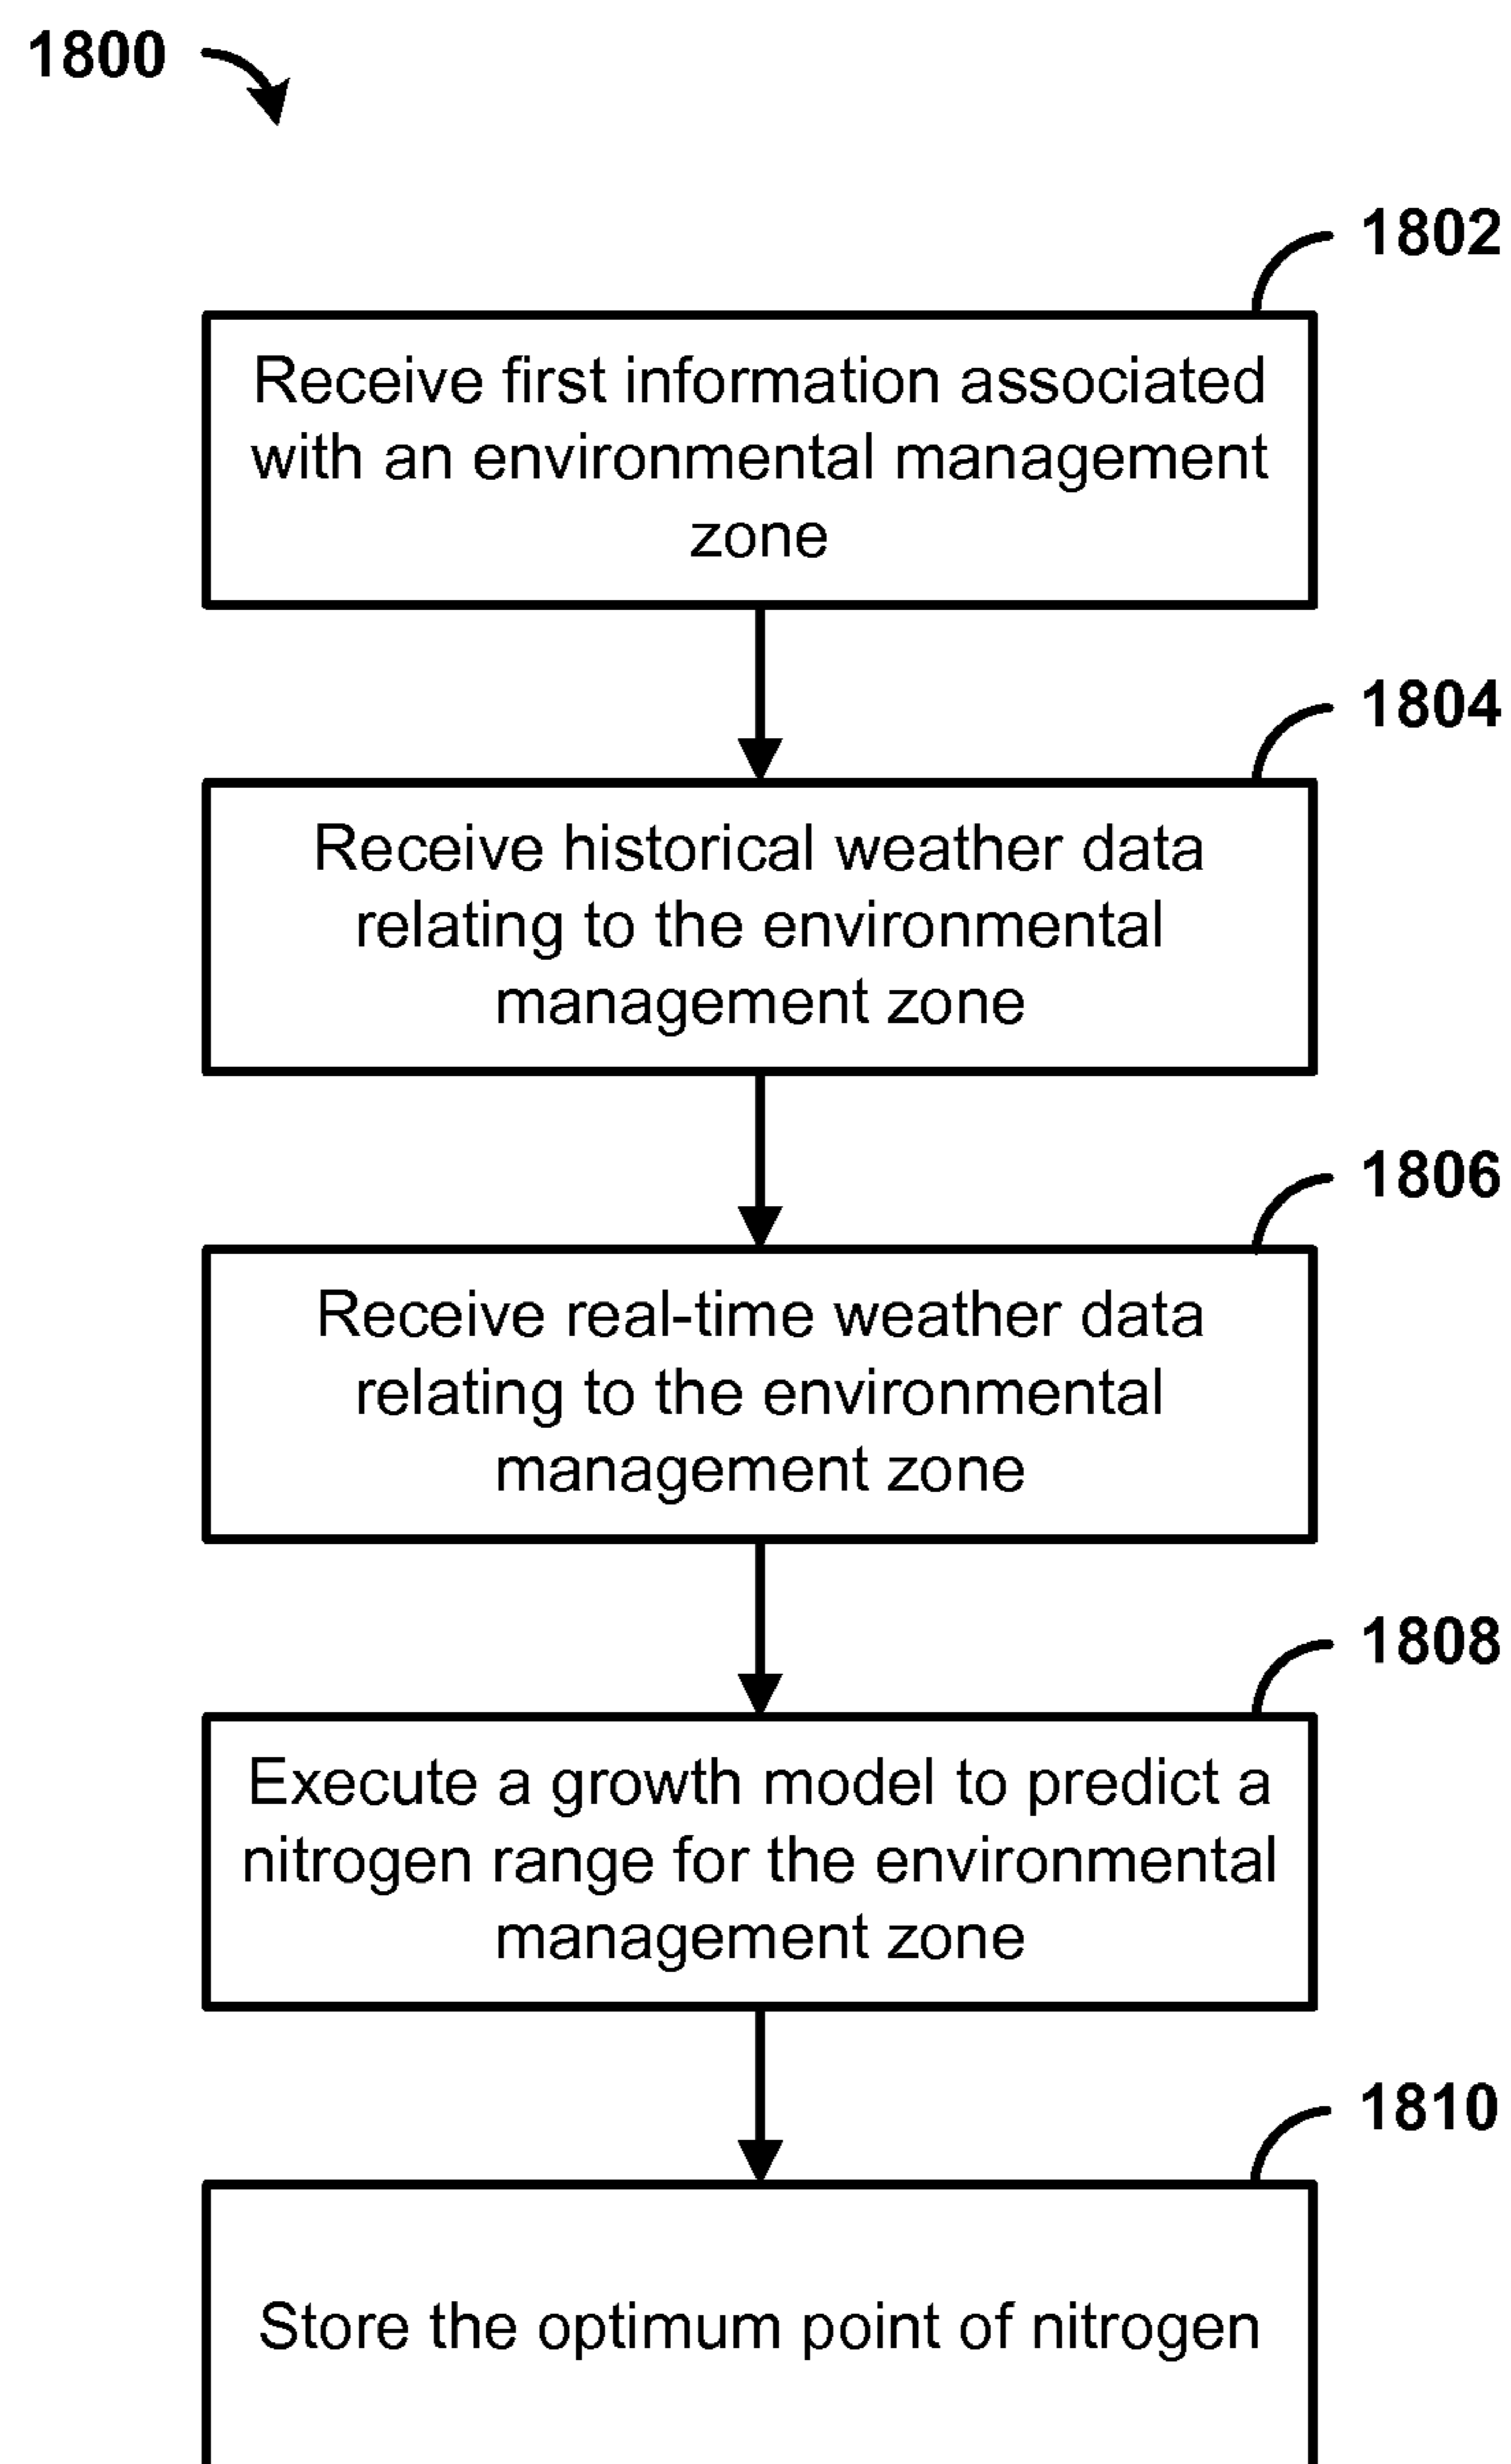 1800
1802
Receive first information associated
with an environmental management
zone
1804
Receive historical weather data
relating to the environmental
management zone
1806
Receive real-time weather data
relating to the environmental
management zone
1808
Execute a growth model to predict a
nitrogen range for the environmental
management zone
1810
Store the optimum point of nitrogen